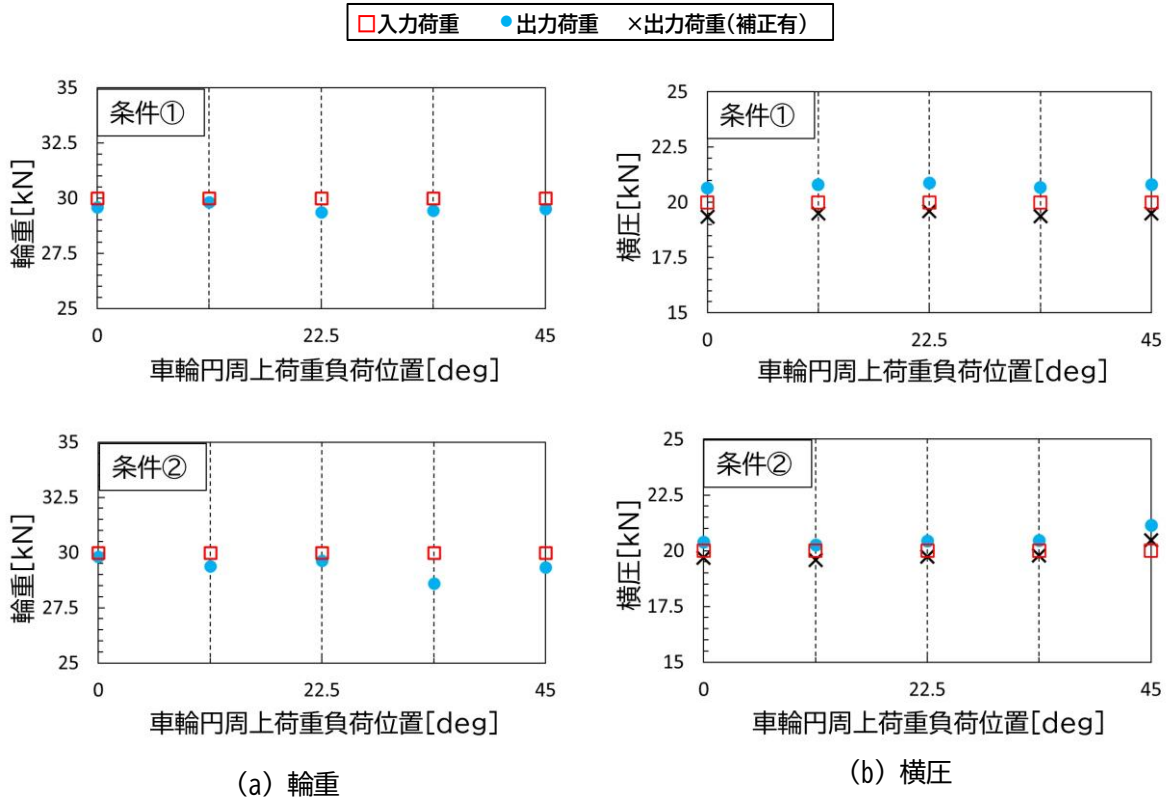 □入力荷重 ●出力荷重 ×出力荷重(補正有)
条件①
35
32.5
30
27.5
25
輪重[kN]
0 22.5 45
車輪円周上荷重負荷位置[deg]
条件①
25
22.5
20
17.5
15
横圧[kN]
0 22.5 45
車輪円周上荷重負荷位置[deg]
条件②
35
32.5
30
27.5
25
輪重[kN]
0 22.5 45
車輪円周上荷重負荷位置[deg]
条件②
25
22.5
20
17.5
15
横圧[kN]
0 22.5 45
車輪円周上荷重負荷位置[deg]
(a) 輪重
(b) 横圧